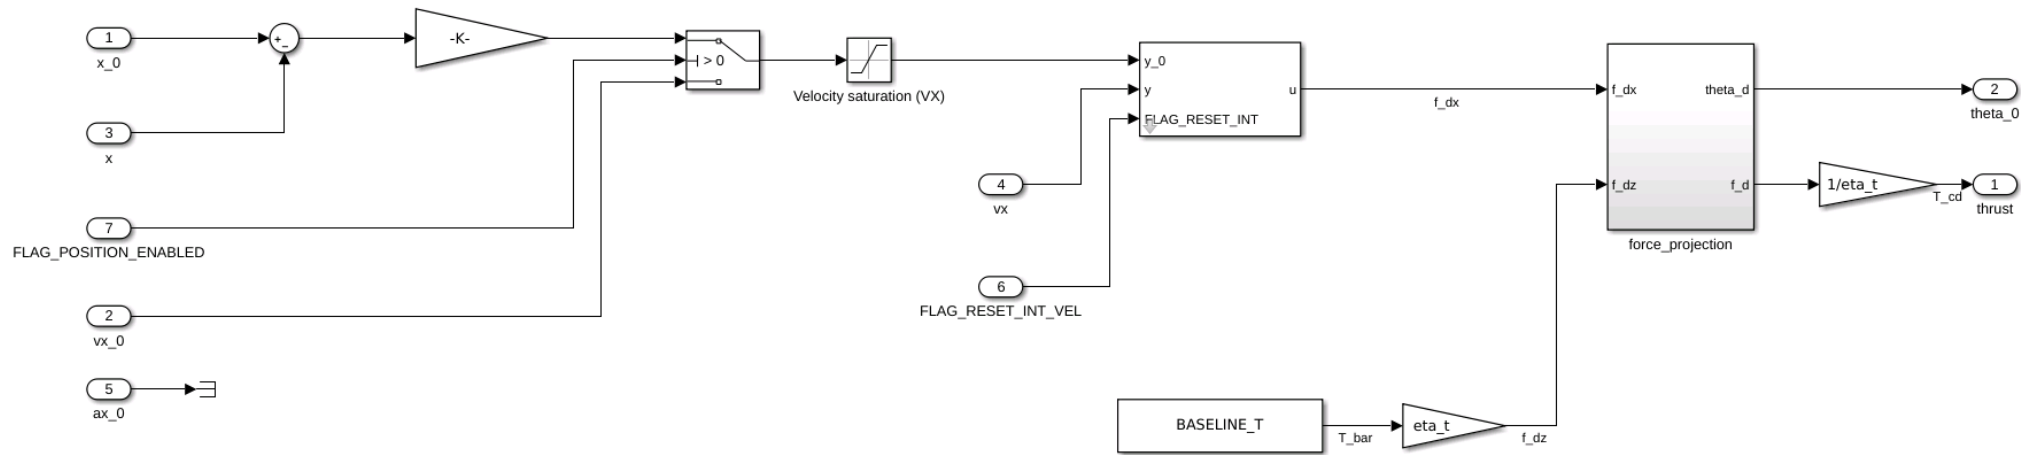 1
x_0
+
_
-K-
> 0
Velocity saturation (VX)
y_0
y
u
FLAG_RESET_INT
f_dx
f_dx
theta_d
2
theta_0
3
x
4
vx
f_dz
f_d
1/eta_t
T_cd
1
thrust
7
FLAG_POSITION_ENABLED
force_projection
6
FLAG_RESET_INT_VEL
2
vx_0
5
ax_0
BASELINE_T
T_bar
eta_t
f_dz